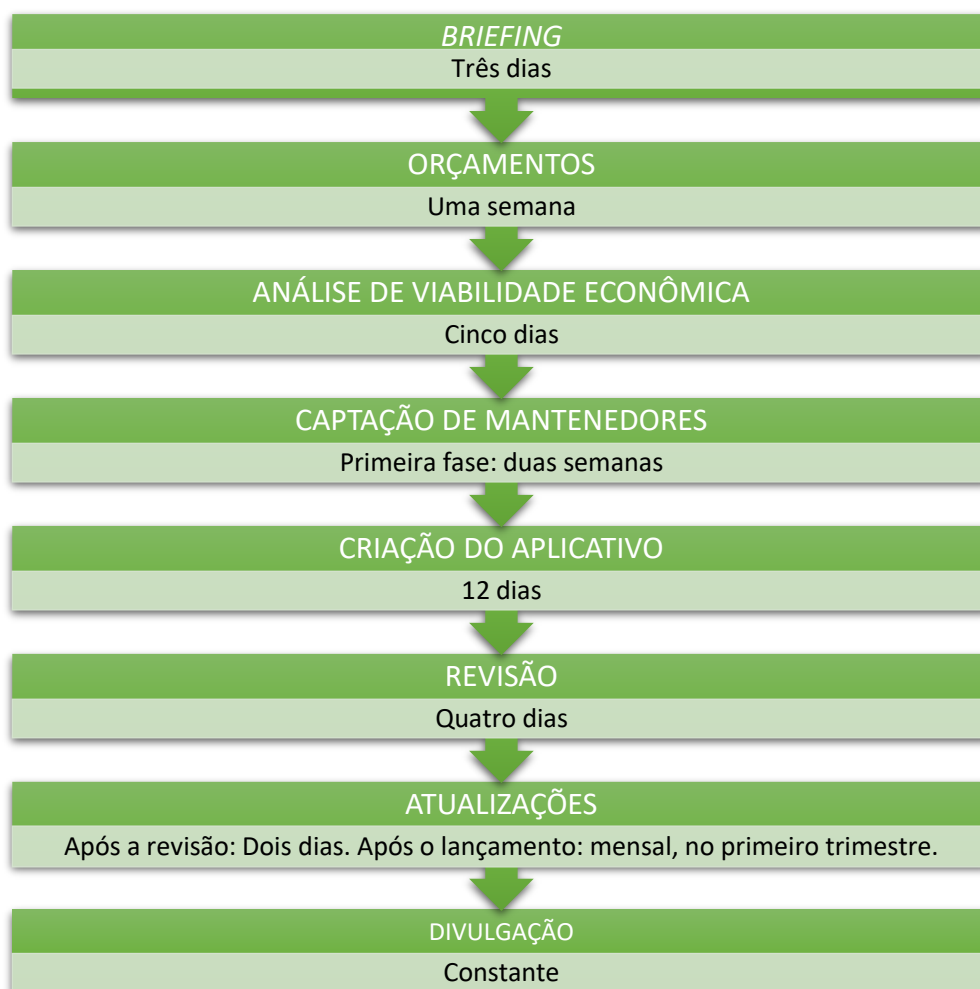 BRIEFING
Três dias
ORÇAMENTOS
Uma semana
ANÁLISE DE VIABILIDADE ECONÔMICA
Cinco dias
CAPTAÇÃO DE MANTENEDORES
Primeira fase: duas semanas
CRIAÇÃO DO APLICATIVO
12 dias
REVISÃO
Quatro dias
ATUALIZAÇÕES
Após a revisão: Dois dias. Após o lançamento: mensal, no primeiro trimestre.
DIVULGAÇÃO
Constante